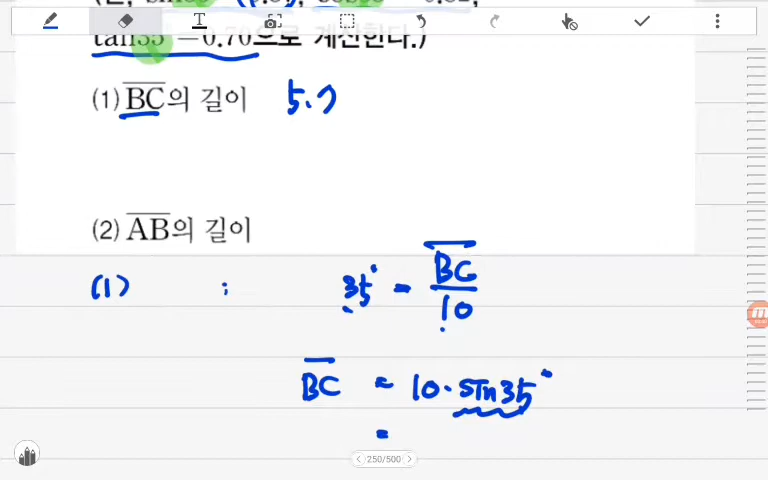 tan35°=0.70으로 계산한다.)
(1) BC의 길이 5.7
(2) AB의 길이
(1) : 35° = BC/10
BC = 10·sin35°
=
250/500